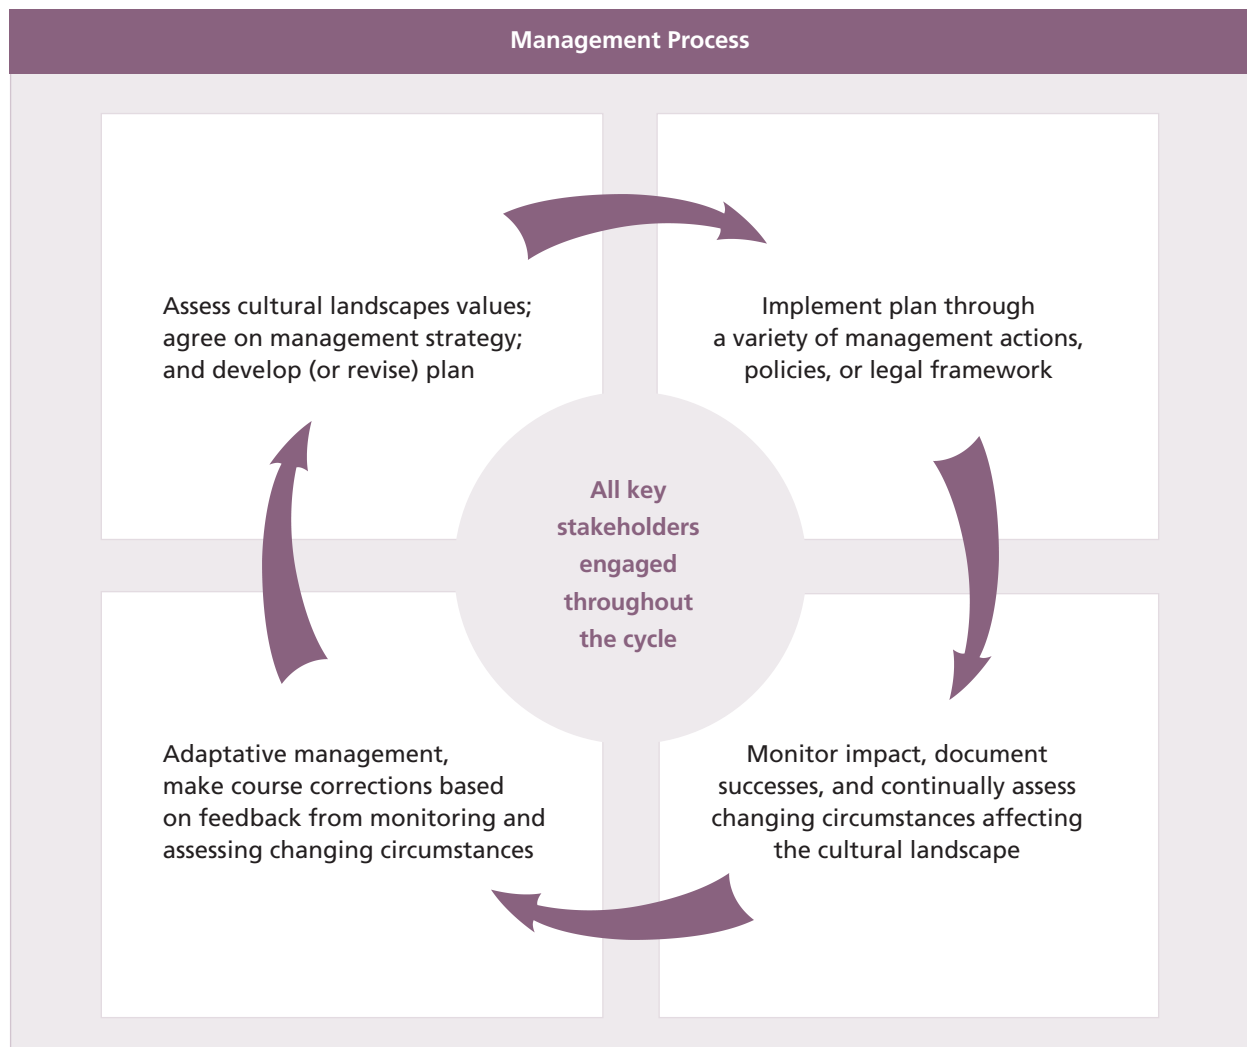 Management Process
Assess cultural landscapes values;
agree on management strategy;
and develop (or revise) plan
Implement plan through
a variety of management actions,
policies, or legal framework
All key
stakeholders
engaged
throughout
the cycle
Adaptative management,
make course corrections based
on feedback from monitoring and
assessing changing circumstances
Monitor impact, document
successes, and continually assess
changing circumstances affecting
the cultural landscape